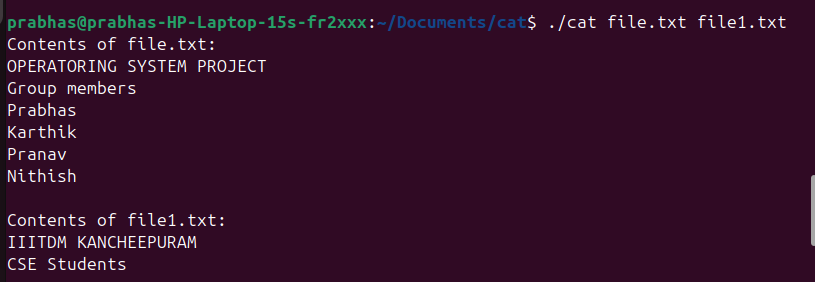 prabhas@prabhas-HP-Laptop-15s-fr2xxx:~/Documents/cat$ ./cat file.txt file1.txt
Contents of file.txt:
OPERATORING SYSTEM PROJECT
Group members
Prabhas
Karthik
Pranav
Nithish
Contents of file1.txt:
IIITDM KANCHEEPURAM
CSE Students